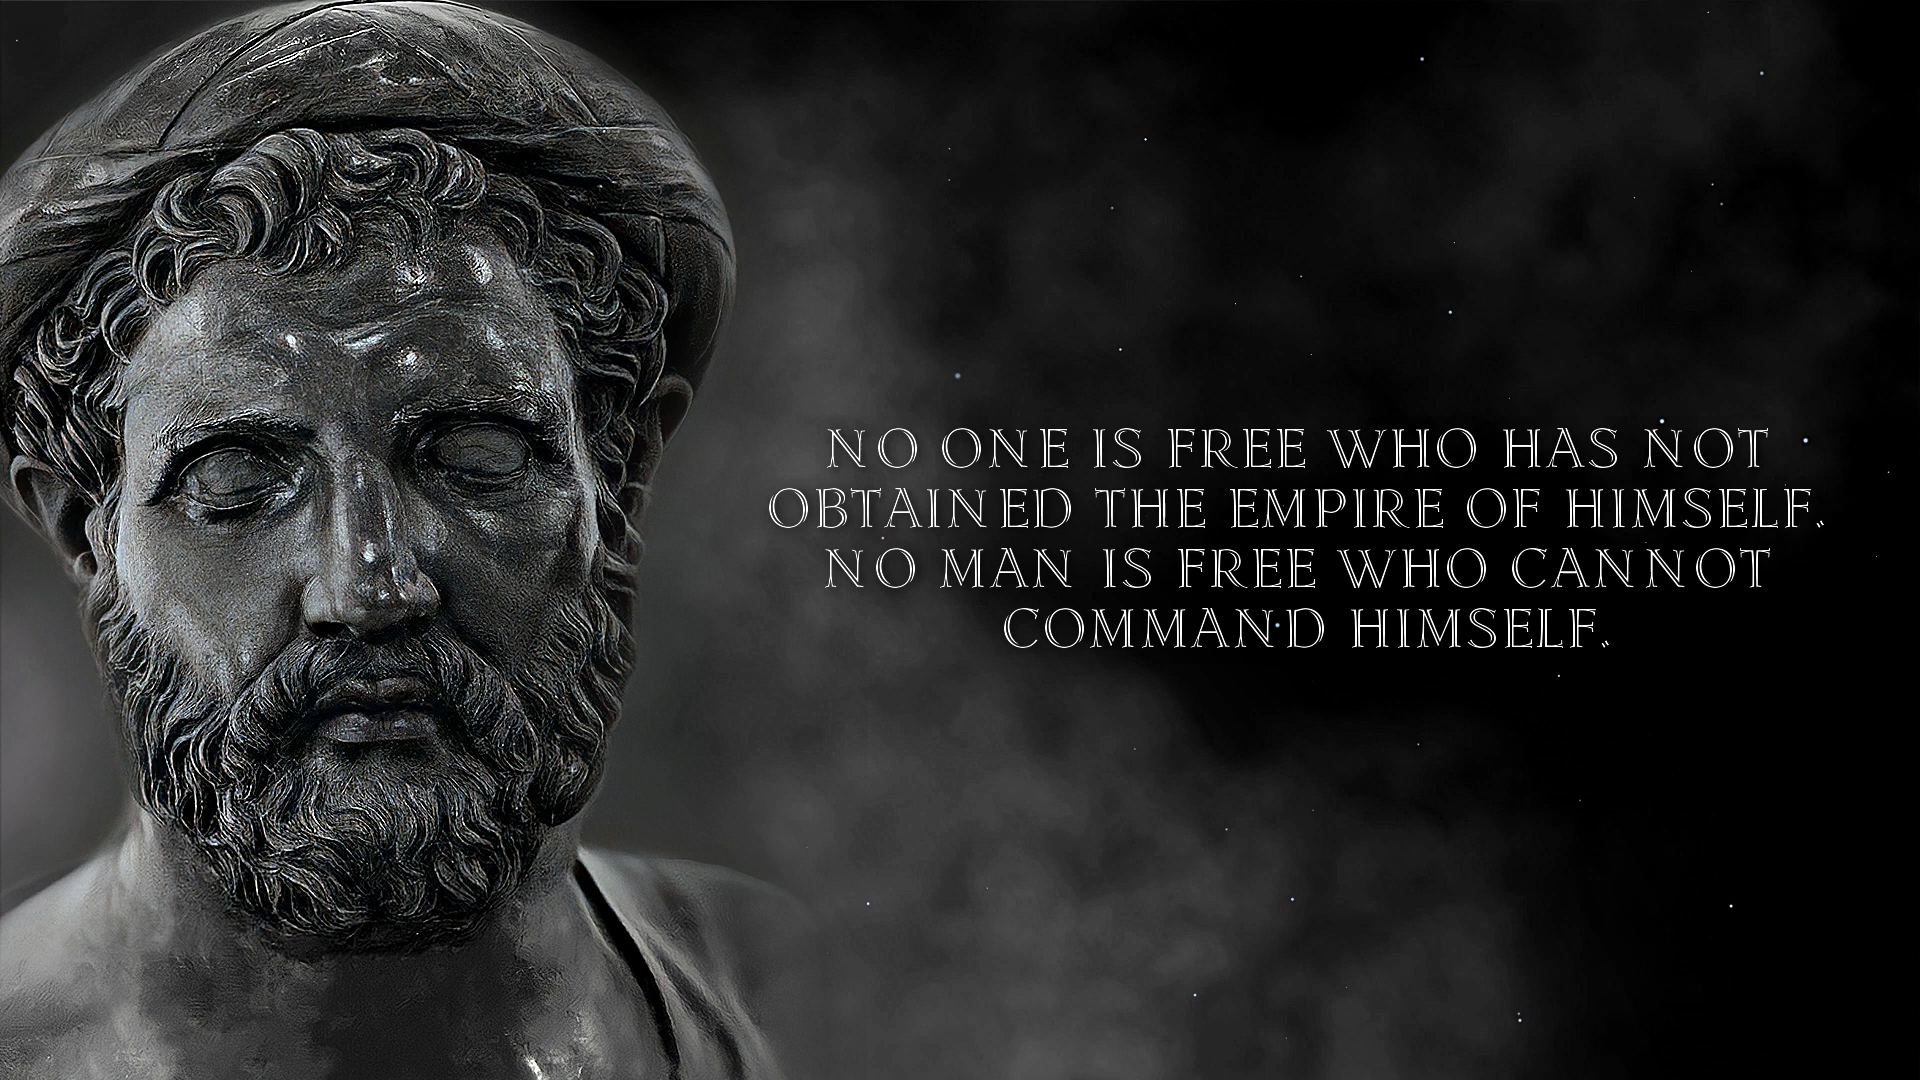 NO ONE IS FREE WHO HAS NOT
OBTAINED THE EMPIRE OF HIMSELF.
NO MAN IS FREE WHO CANNOT
COMMAND HIMSELF.